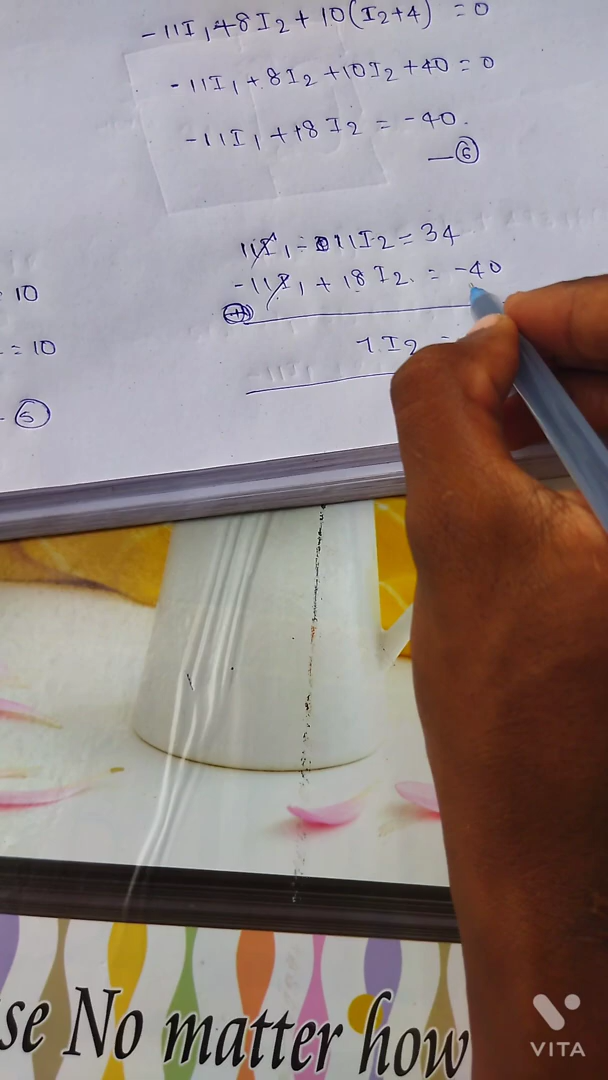 -11I₁+8I₂+10(I₂+4) =0
-11I₁+8I₂+10I₂+40=0
-11I₁+18I₂=-40.
—⑥
11I₁-11I₂=34
-11I₁+18I₂.=-40
(+)
7I₂ =
10
= 10
- ⑤
se No matter how
VITA